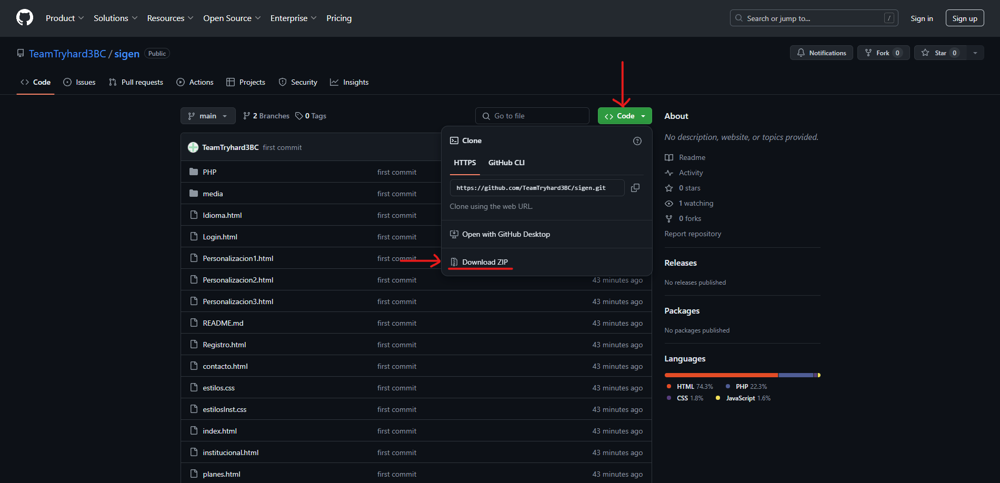 Product Solutions Resources Open Source Enterprise Pricing Search or jump to... / Sign in Sign up
TeamTryhard3BC / sigen Public Notifications Fork 0 Star 0
Code Issues Pull requests Actions Projects Security Insights
main 2 Branches 0 Tags Go to file Code
TeamTryhard3BC first commit
PHP first commit
media first commit
Idioma.html first commit
Login.html first commit
Personalizacion1.html first commit
Personalizacion2.html first commit 43 minutes ago
Personalizacion3.html first commit 43 minutes ago
README.md first commit 43 minutes ago
Registro.html first commit 43 minutes ago
contacto.html first commit 43 minutes ago
estilos.css first commit 43 minutes ago
estilosInst.css first commit 43 minutes ago
index.html first commit 43 minutes ago
institucional.html first commit 43 minutes ago
planes.html first commit 43 minutes ago
Clone
HTTPS GitHub CLI
https://github.com/TeamTryhard3BC/sigen.git
Clone using the web URL.
Open with GitHub Desktop
Download ZIP
About
No description, website, or topics provided.
Readme
Activity
0 stars
1 watching
0 forks
Report repository
Releases
No releases published
Packages
No packages published
Languages
HTML 74.3% PHP 22.3%
CSS 1.8% JavaScript 1.6%